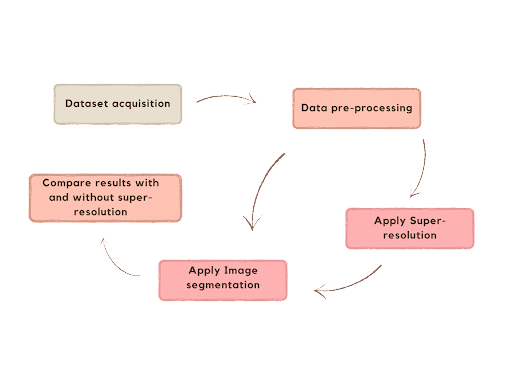 Dataset acquisition
Data pre-processing
Compare results with
and without super-
resolution
Apply Super-
resolution
Apply Image
segmentation